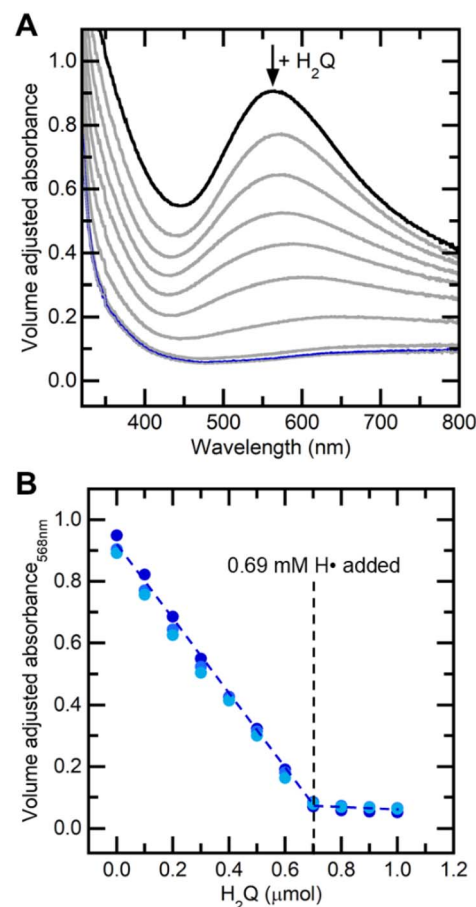 A
+ H₂Q
Volume adjusted absorbance
1.0
0.8
0.6
0.4
0.2
0.0
400 500 600 700 800
Wavelength (nm)
B
0.69 mM H• added
Volume adjusted absorbance₅₆₈ₙₘ
1.0
0.8
0.6
0.4
0.2
0.0
0.0 0.2 0.4 0.6 0.8 1.0 1.2
H₂Q (μmol)